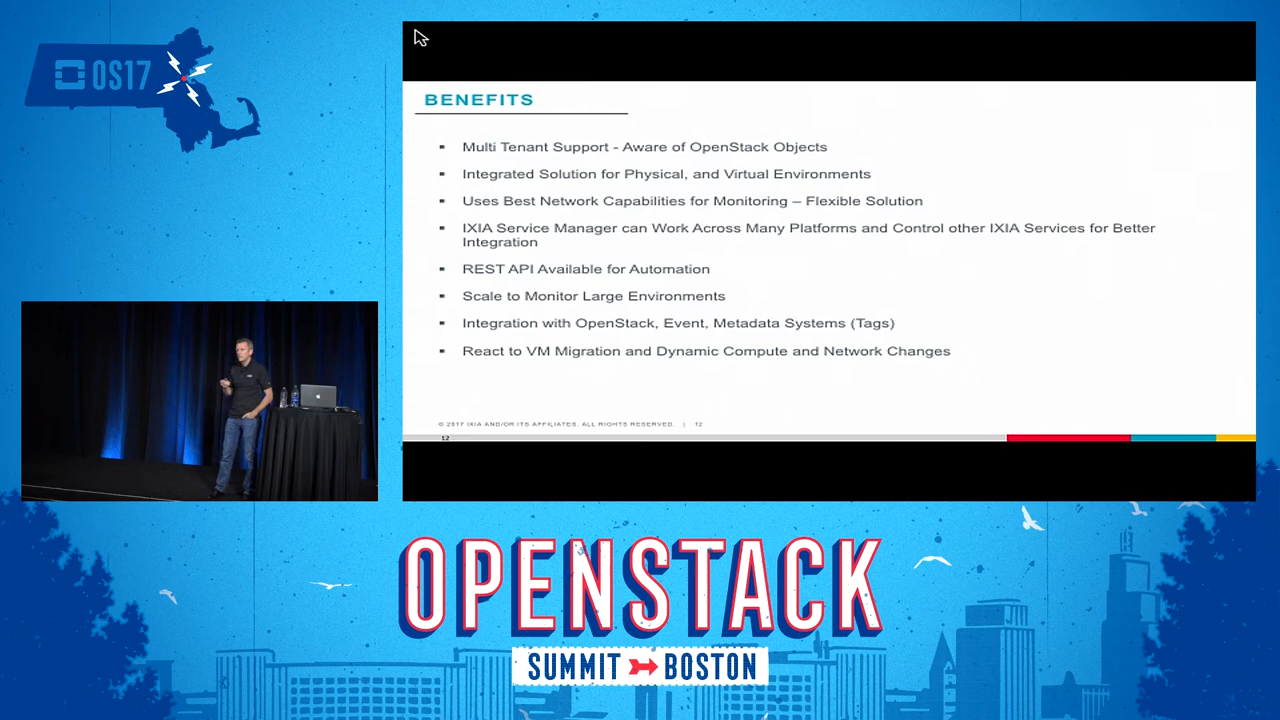 OS17
BENEFITS
▪ Multi Tenant Support - Aware of OpenStack Objects
▪ Integrated Solution for Physical, and Virtual Environments
▪ Uses Best Network Capabilities for Monitoring – Flexible Solution
▪ IXIA Service Manager can Work Across Many Platforms and Control other IXIA Services for Better
Integration
▪ REST API Available for Automation
▪ Scale to Monitor Large Environments
▪ Integration with OpenStack, Event, Metadata Systems (Tags)
▪ React to VM Migration and Dynamic Compute and Network Changes
© 2017 IXIA AND/OR ITS AFFILIATES. ALL RIGHTS RESERVED. | 12
12
OPENSTACK
SUMMIT BOSTON